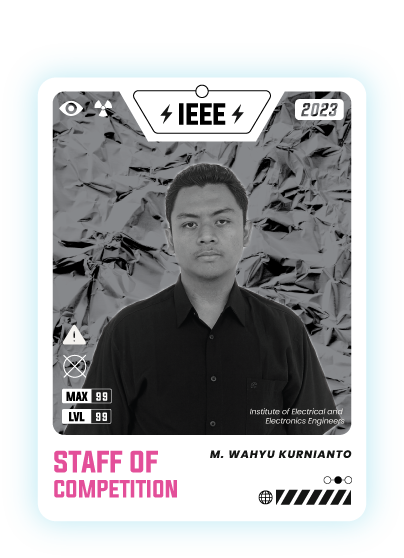 IEEE
2023
MAX 99
LVL 99
Institute of Electrical and
Electronics Engineers
STAFF OF
COMPETITION
M. WAHYU KURNIANTO